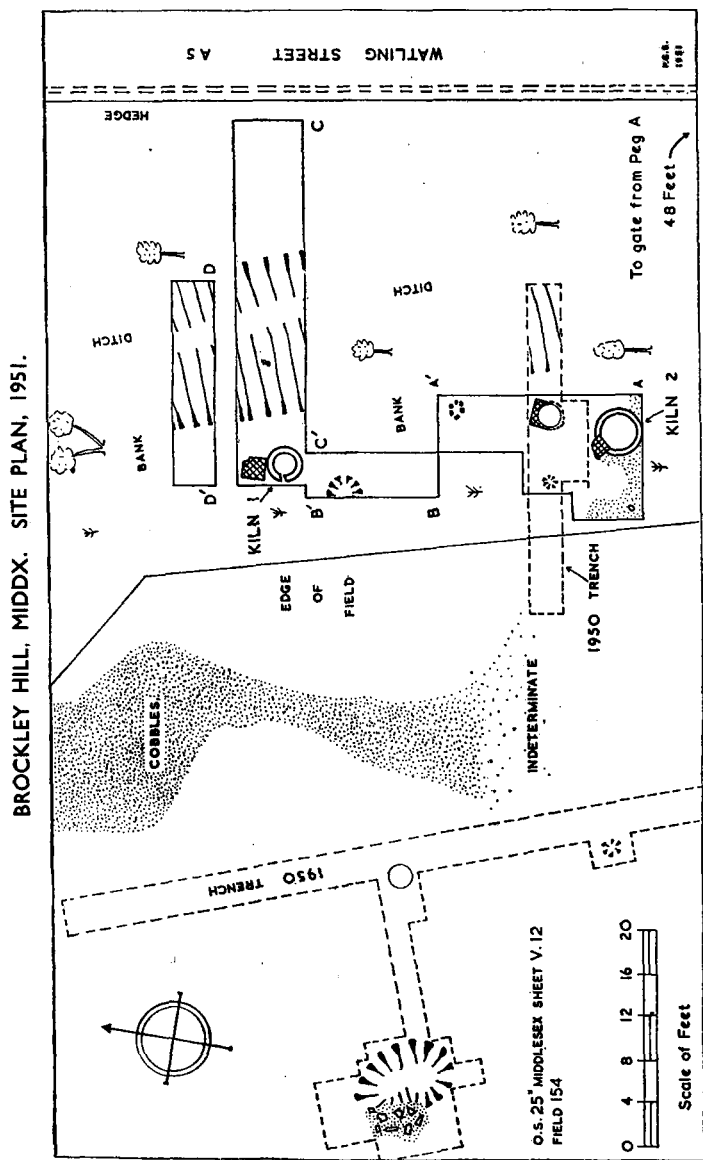 BROCKLEY HILL, MIDDX. SITE PLAN, 1951.
WATLING STREET A 5
1951
HEDGE
To gate from Peg A
48 Feet
DITCH
DITCH
BANK
BANK
D
D'
C
C'
B'
B
A'
A
KILN 1
KILN 2
EDGE
OF
FIELD
1950 TRENCH
COBBLES
INDETERMINATE
1950 TRENCH
O.S. 25" MIDDLESEX SHEET V. 12
FIELD 154
0 4 8 12 16 20
Scale of Feet